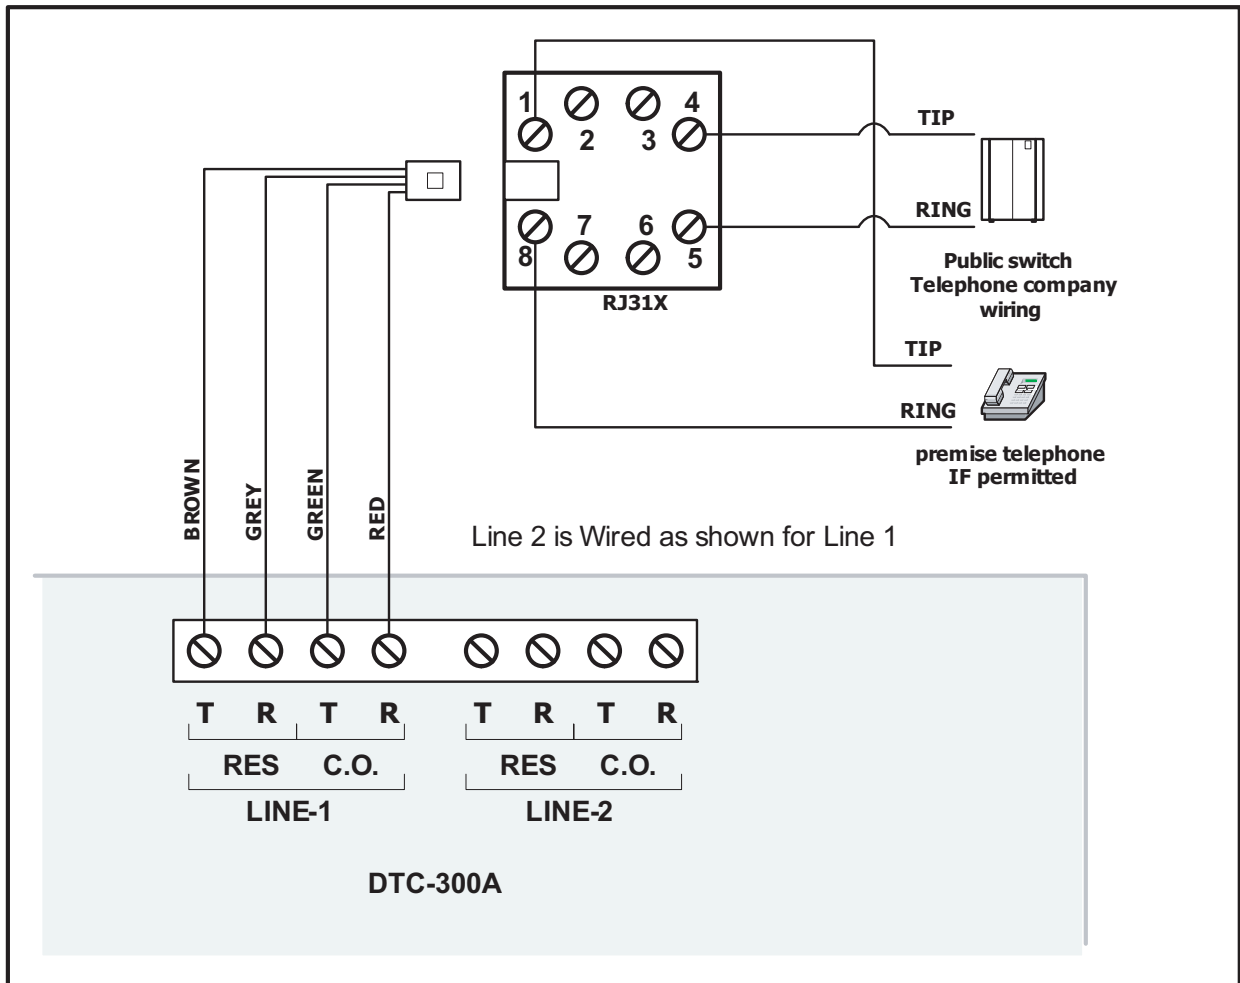 1
2
3
4
TIP
RING
7
6
8
5
RJ31X
Public switch
Telephone company
wiring
TIP
RING
premise telephone
IF permitted
BROWN
GREY
GREEN
RED
Line 2 is Wired as shown for Line 1
T R T R T R T R
RES C.O. RES C.O.
LINE-1 LINE-2
DTC-300A